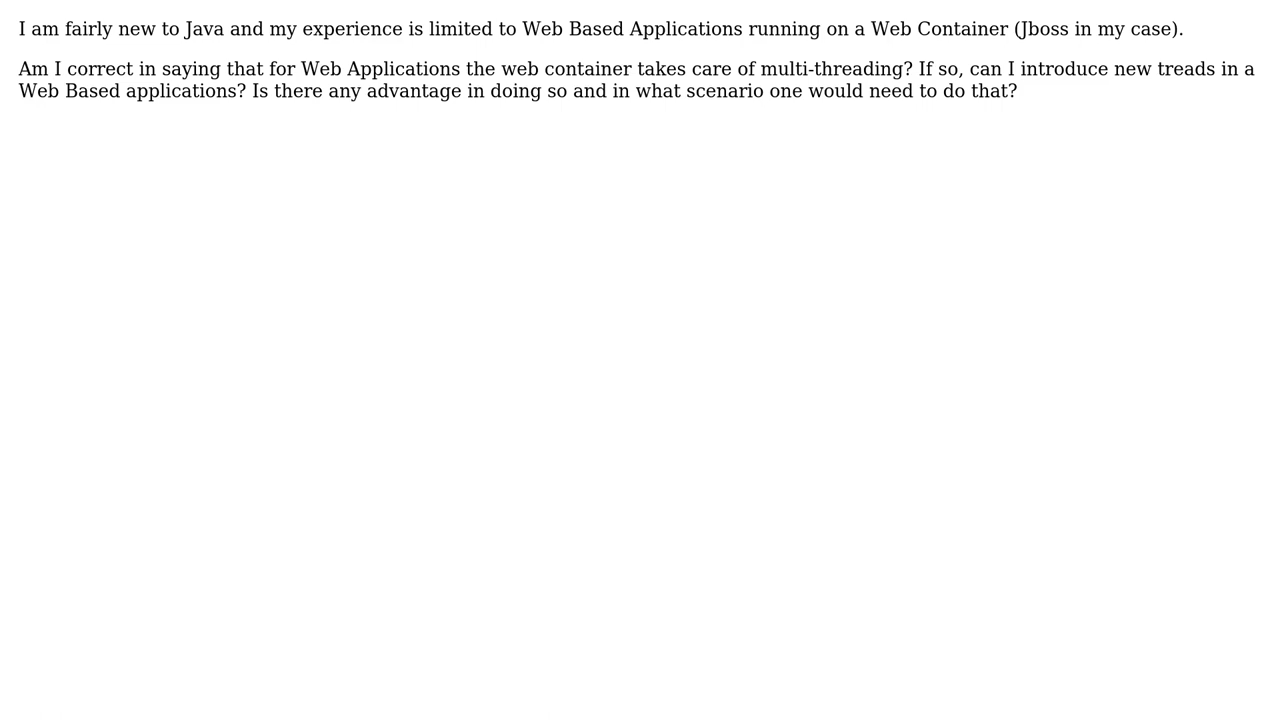 I am fairly new to Java and my experience is limited to Web Based Applications running on a Web Container (Jboss in my case).
Am I correct in saying that for Web Applications the web container takes care of multi-threading? If so, can I introduce new treads in a
Web Based applications? Is there any advantage in doing so and in what scenario one would need to do that?